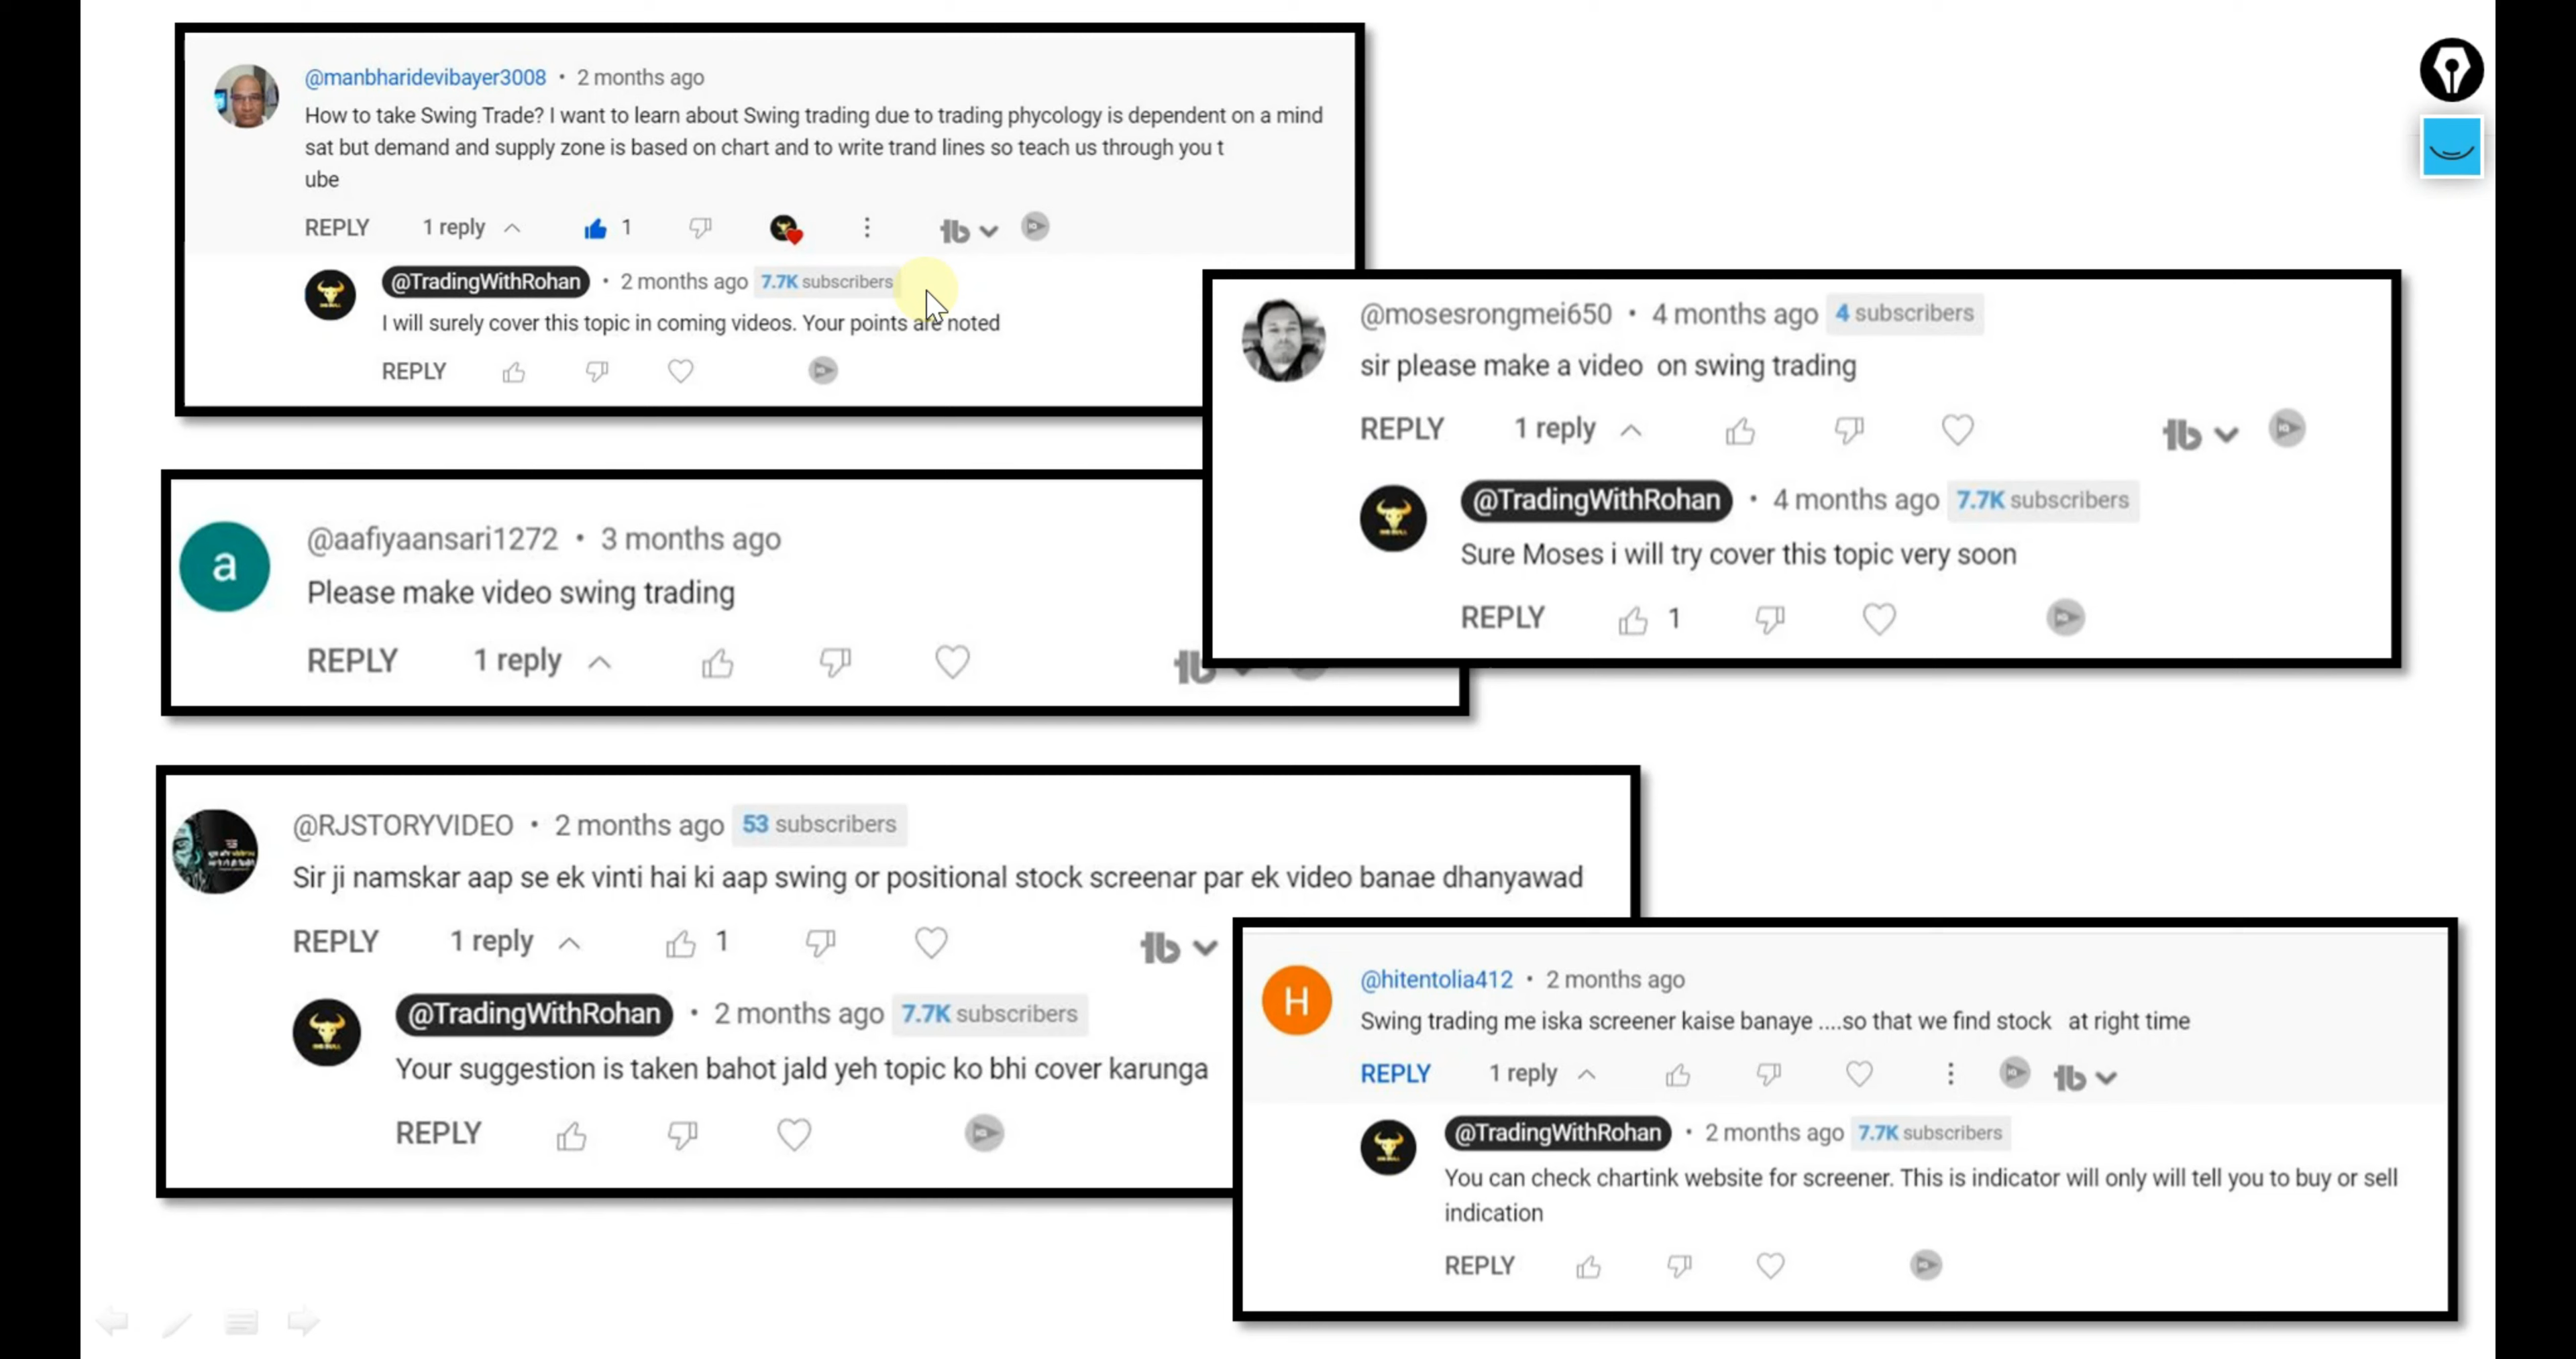 @manbharidevibayer3008 • 2 months ago
How to take Swing Trade? I want to learn about Swing trading due to trading phycology is dependent on a mind
sat but demand and supply zone is based on chart and to write trand lines so teach us through you t
ube
REPLY 1 reply 1
@TradingWithRohan • 2 months ago 7.7K subscribers
I will surely cover this topic in coming videos. Your points are noted
REPLY
@mosesrongmei650 • 4 months ago 4 subscribers
sir please make a video on swing trading
REPLY 1 reply
@TradingWithRohan • 4 months ago 7.7K subscribers
Sure Moses i will try cover this topic very soon
REPLY 1
a
@aafiyaansari1272 • 3 months ago
Please make video swing trading
REPLY 1 reply
@RJSTORYVIDEO • 2 months ago 53 subscribers
Sir ji namskar aap se ek vinti hai ki aap swing or positional stock screenar par ek video banae dhanyawad
REPLY 1 reply 1
@TradingWithRohan • 2 months ago 7.7K subscribers
Your suggestion is taken bahot jald yeh topic ko bhi cover karunga
REPLY
H
@hitentolia412 • 2 months ago
Swing trading me iska screener kaise banaye ....so that we find stock at right time
REPLY 1 reply
@TradingWithRohan • 2 months ago 7.7K subscribers
You can check chartink website for screener. This is indicator will only will tell you to buy or sell
indication
REPLY